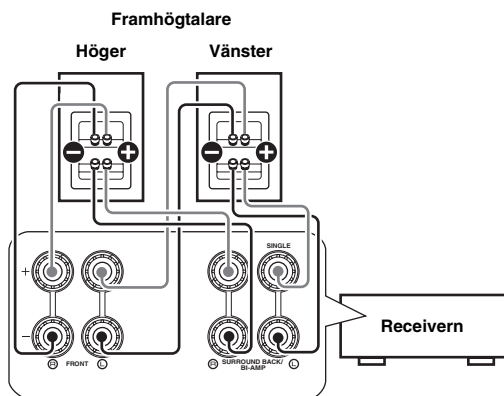 Framhögtalare
Höger
Vänster
− +
− +
SINGLE
+
Receivern
−
R FRONT L
R SURROUND BACK/ L
BI-AMP